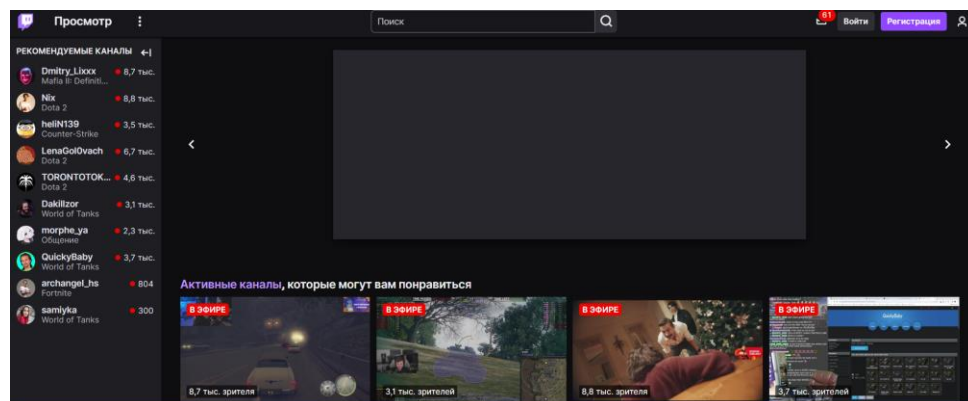 Просмотр
Поиск
61
Войти
Регистрация
РЕКОМЕНДУЕМЫЕ КАНАЛЫ
Dmitry_Lixxx 8,7 тыс.
Mafia II: Definiti...
Nix 8,8 тыс.
Dota 2
heliN139 3,5 тыс.
Counter-Strike
LenaGol0vach 6,7 тыс.
Dota 2
TORONTOTOK... 4,6 тыс.
Dota 2
Dakillzor 3,1 тыс.
World of Tanks
morphe_ya 2,3 тыс.
Общение
QuickyBaby 3,7 тыс.
World of Tanks
archangel_hs 804
Fortnite
samiyka 300
World of Tanks
Активные каналы, которые могут вам понравиться
В ЭФИРЕ
8,7 тыс. зрителя
В ЭФИРЕ
3,1 тыс. зрителей
В ЭФИРЕ
8,8 тыс. зрителя
В ЭФИРЕ
3,7 тыс. зрителей